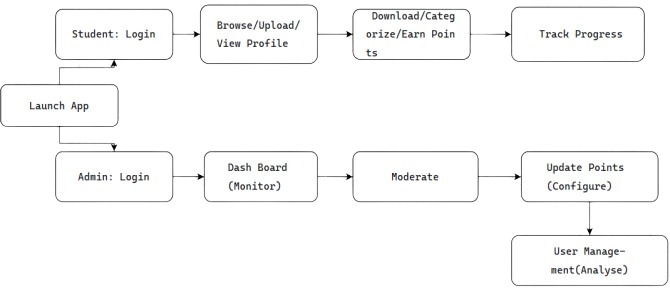 Student: Login
Browse/Upload/
View Profile
Download/Categ
orize/Earn Poin
ts
Track Progress
Launch App
Admin: Login
Dash Board
(Monitor)
Moderate
Update Points
(Configure)
User Manage-
ment(Analyse)